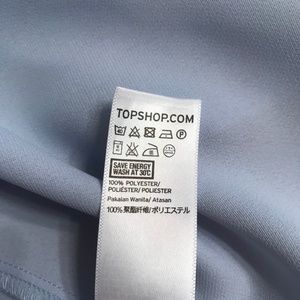 TOPSHOP.COM
SAVE ENERGY
WASH AT 30°C
100% POLYESTER/
POLIÉSTER/ POLIESTER
Pakaian Wanita/ Atasan
100% 聚酯纤维/ポリエステル